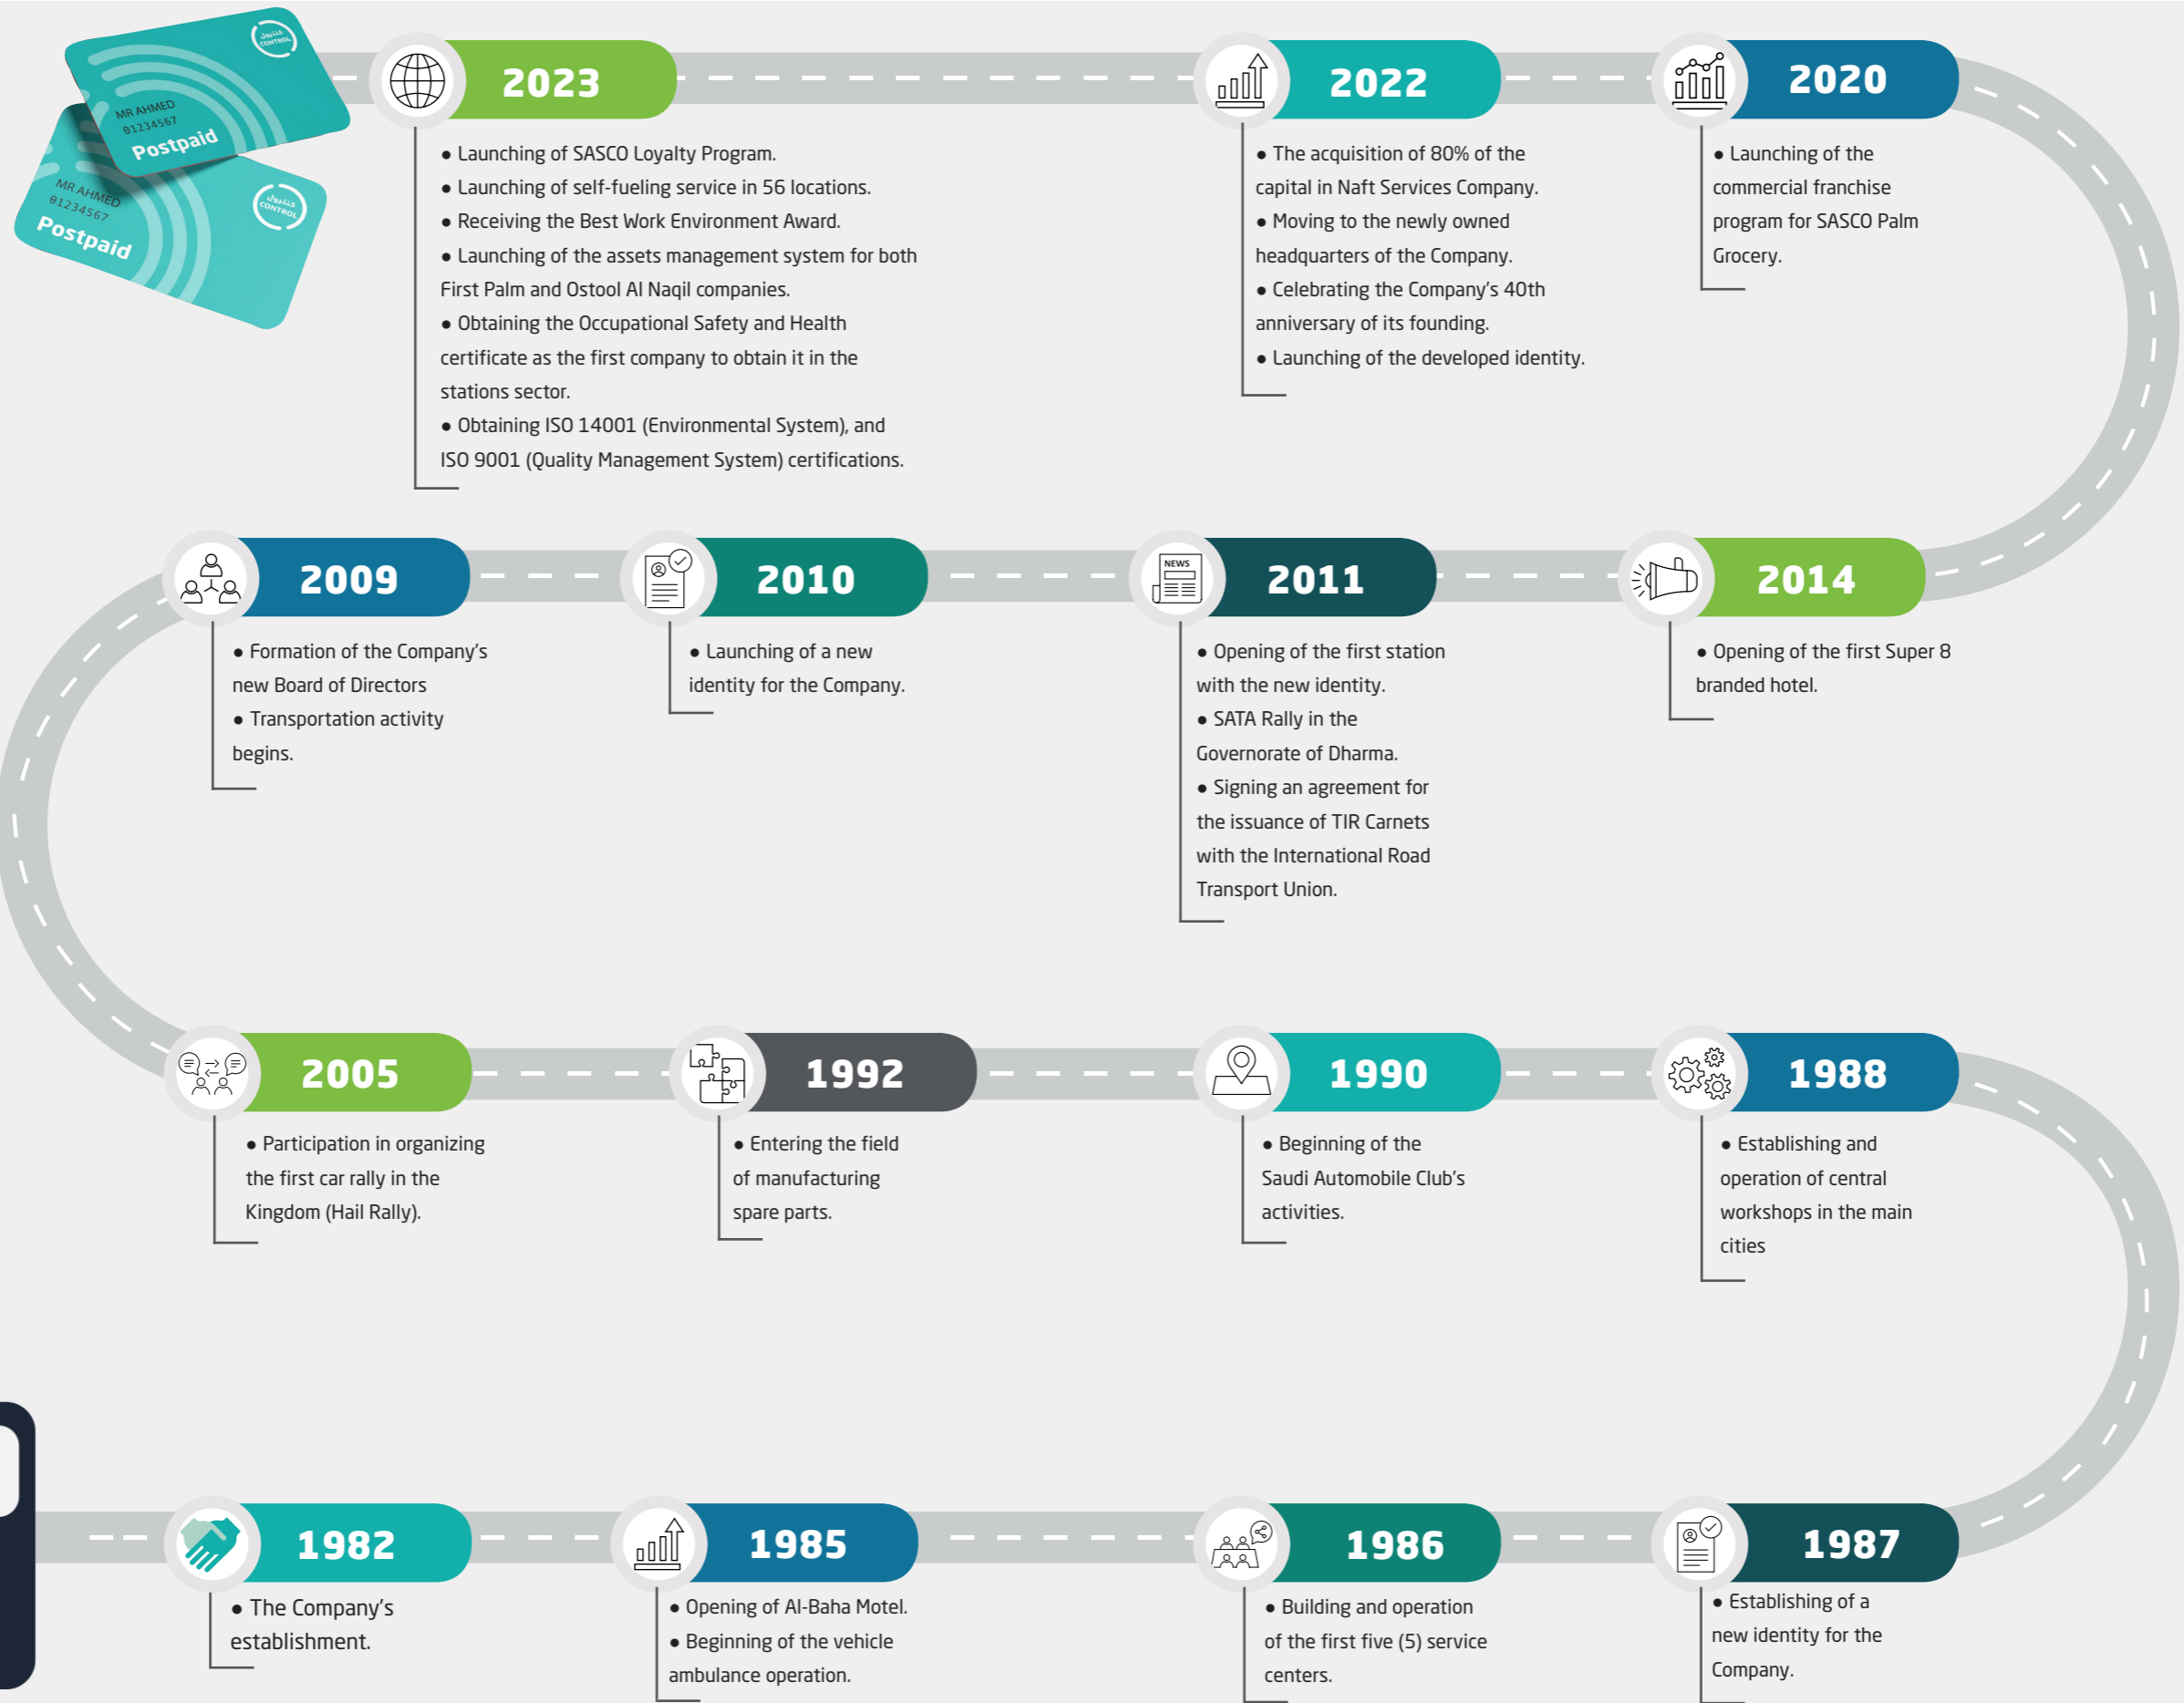 كنترول
CONTROL
MR AHMED
01234567
Postpaid
كنترول
CONTROL
MR AHMED
01234567
Postpaid
2023
● Launching of SASCO Loyalty Program.
● Launching of self-fueling service in 56 locations.
● Receiving the Best Work Environment Award.
● Launching of the assets management system for both
First Palm and Ostool Al Naqil companies.
● Obtaining the Occupational Safety and Health
certificate as the first company to obtain it in the
stations sector.
● Obtaining ISO 14001 (Environmental System), and
ISO 9001 (Quality Management System) certifications.
2022
● The acquisition of 80% of the
capital in Naft Services Company.
● Moving to the newly owned
headquarters of the Company.
● Celebrating the Company's 40th
anniversary of its founding.
● Launching of the developed identity.
2020
● Launching of the
commercial franchise
program for SASCO Palm
Grocery.
2009
● Formation of the Company's
new Board of Directors
● Transportation activity
begins.
2010
● Launching of a new
identity for the Company.
NEWS
2011
● Opening of the first station
with the new identity.
● SATA Rally in the
Governorate of Dharma.
● Signing an agreement for
the issuance of TIR Carnets
with the International Road
Transport Union.
2014
● Opening of the first Super 8
branded hotel.
2005
● Participation in organizing
the first car rally in the
Kingdom (Hail Rally).
1992
● Entering the field
of manufacturing
spare parts.
1990
● Beginning of the
Saudi Automobile Club's
activities.
1988
● Establishing and
operation of central
workshops in the main
cities
1982
● The Company's
establishment.
1985
● Opening of Al-Baha Motel.
● Beginning of the vehicle
ambulance operation.
1986
● Building and operation
of the first five (5) service
centers.
1987
● Establishing of a
new identity for the
Company.